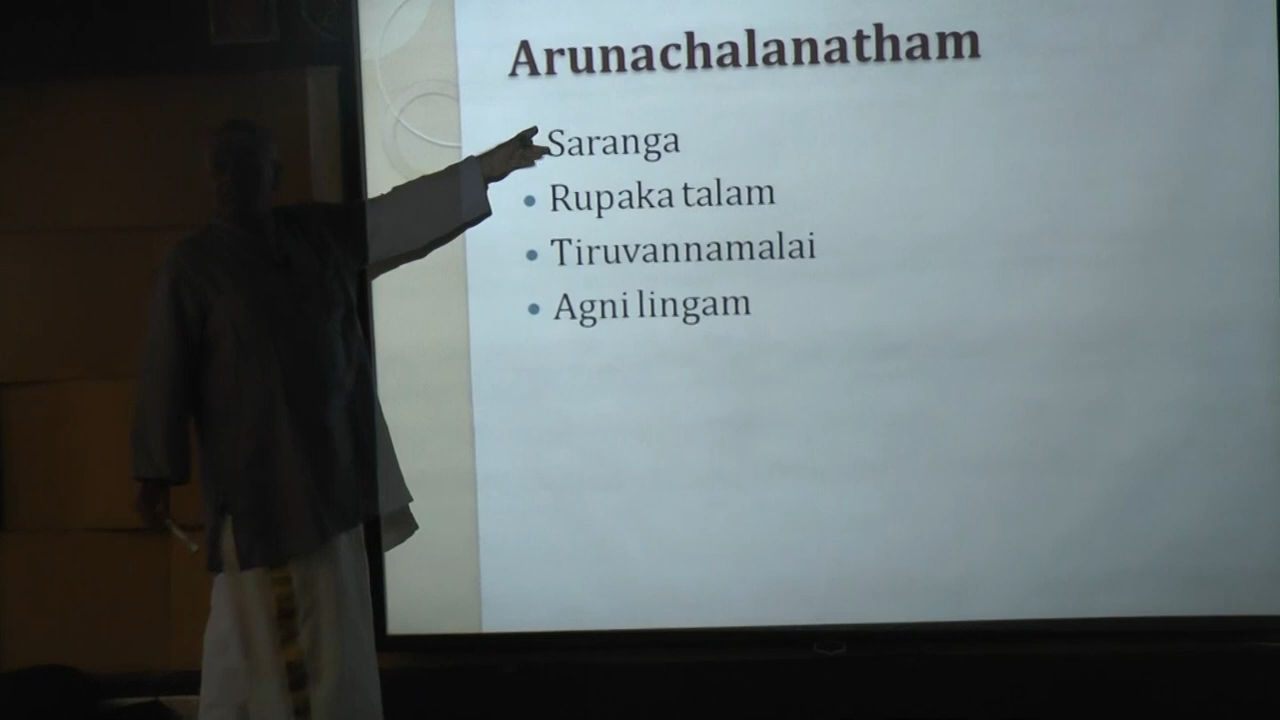 Arunachalanatham
Saranga
Rupaka talam
Tiruvannamalai
Agni lingam